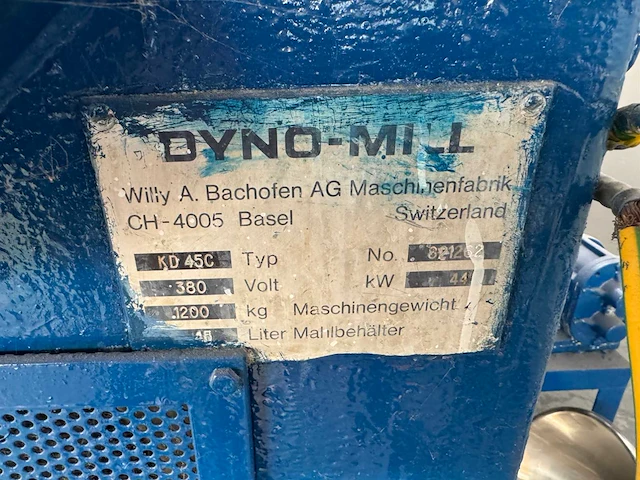 DYNO-MILL
Willy A. Bachofen AG Maschinenfabrik
CH-4005 Basel Switzerland
KD 45C Typ No.
380 Volt kW
1200 kg Maschinengewicht
Liter Mahlbehälter